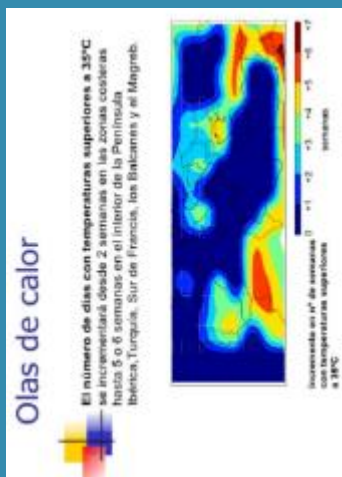 Olas de calor
El número de días con temperaturas superiores a 35ºC
se incrementará desde 2 semanas en las zonas costeras
hasta 5 o 6 semanas en el interior de la Península
Ibérica, Turquía, Sur de Francia, los Balcanes y el Magreb.
0 +1 +2 +3 +4 +5 +6 +7
semanas
Incremento en nº de semanas
con temperaturas superiores
a 35ºC